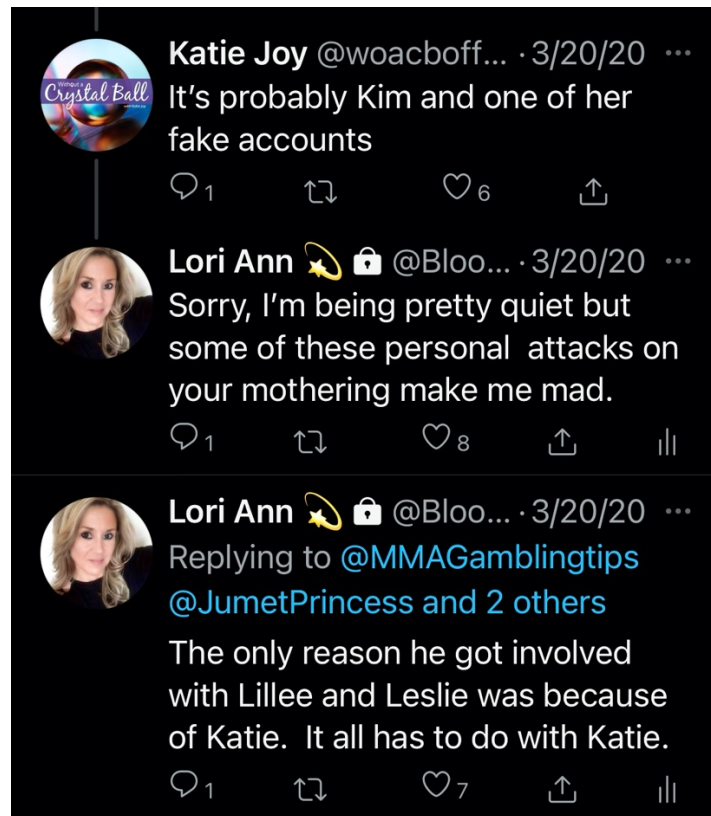 Katie Joy @woacboff... · 3/20/20
Without a
Crystal Ball
It's probably Kim and one of her
fake accounts
1 6
Lori Ann 💫 🔒 @Bloo... · 3/20/20
Sorry, I'm being pretty quiet but
some of these personal attacks on
your mothering make me mad.
1 8
Lori Ann 💫 🔒 @Bloo... · 3/20/20
Replying to @MMAGamblingtips
@JumetPrincess and 2 others
The only reason he got involved
with Lillee and Leslie was because
of Katie. It all has to do with Katie.
1 7